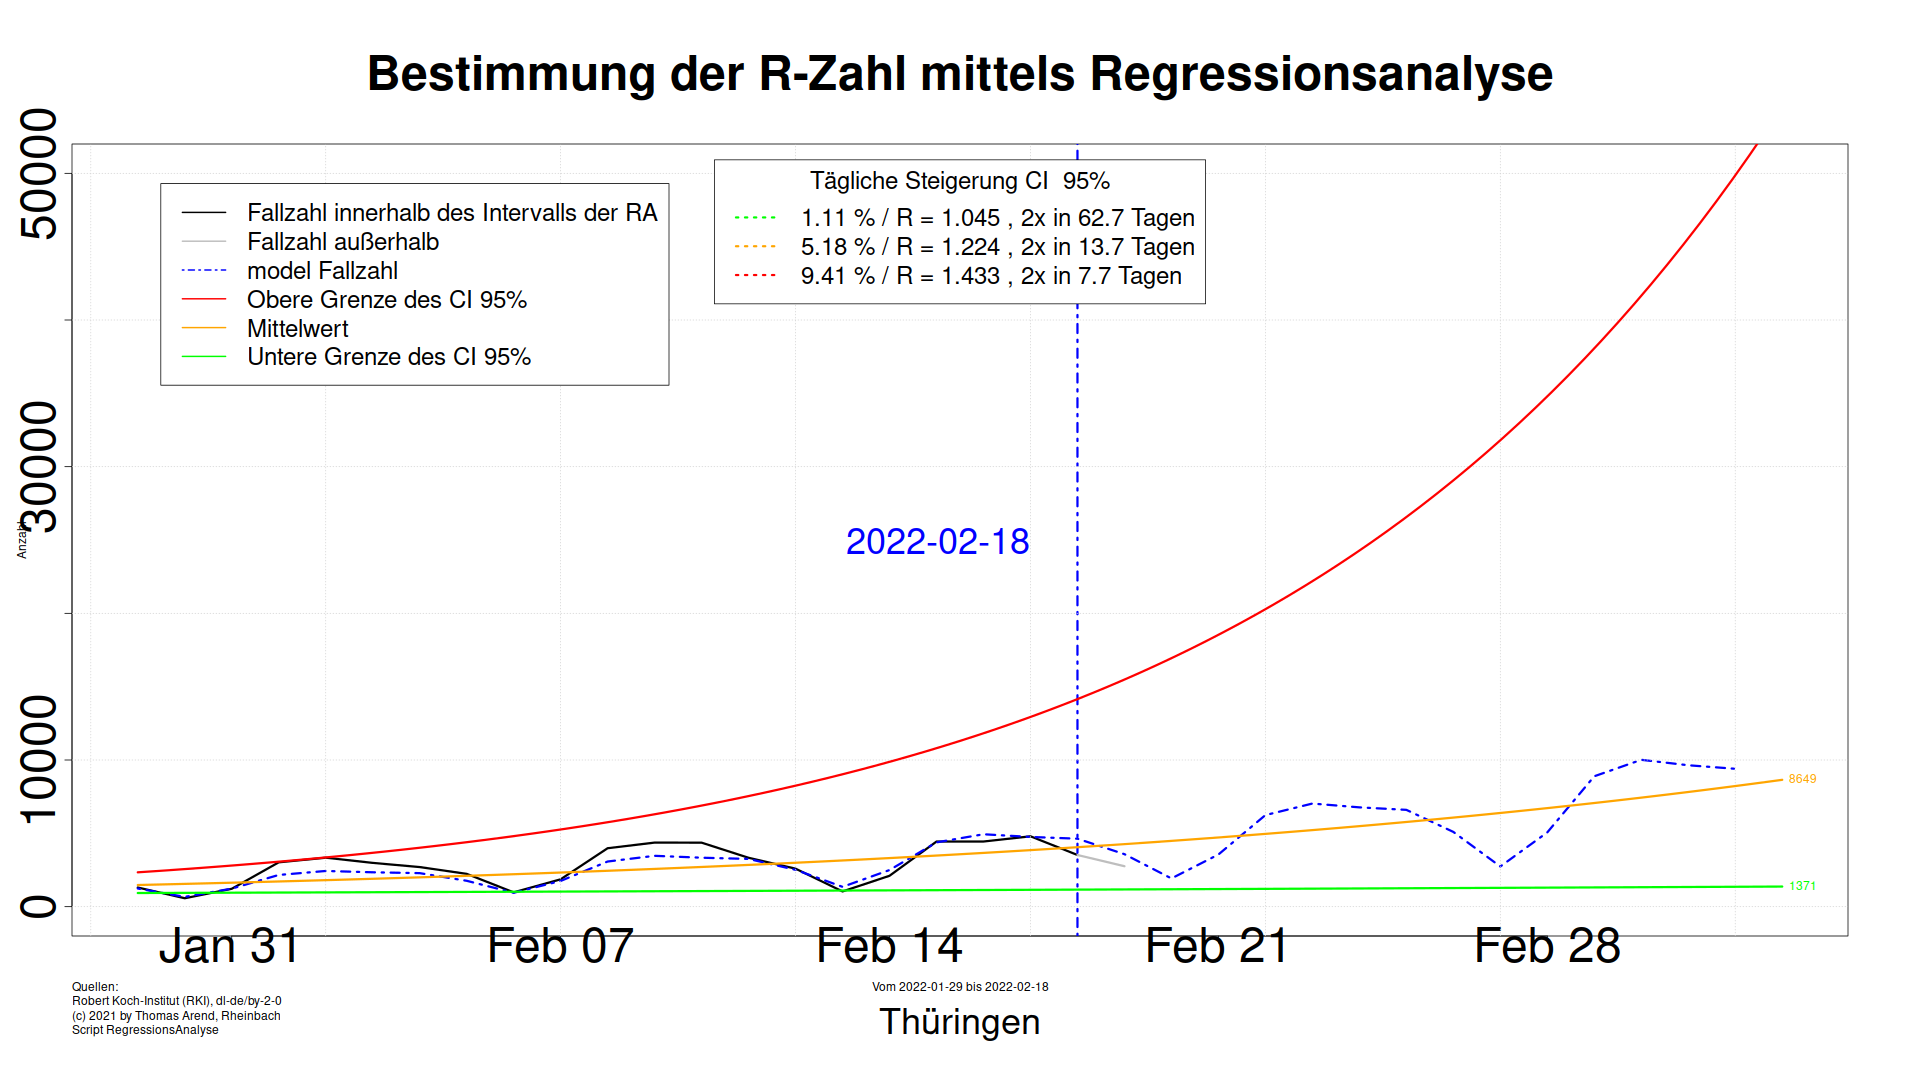 Bestimmung der R-Zahl mittels Regressionsanalyse
50000
30000
10000
0
Anzahl
Fallzahl innerhalb des Intervalls der RA
Fallzahl außerhalb
model Fallzahl
Obere Grenze des CI 95%
Mittelwert
Untere Grenze des CI 95%
Tägliche Steigerung CI 95%
1.11 % / R = 1.045 , 2x in 62.7 Tagen
5.18 % / R = 1.224 , 2x in 13.7 Tagen
9.41 % / R = 1.433 , 2x in 7.7 Tagen
2022-02-18
8649
1371
Jan 31
Feb 07
Feb 14
Feb 21
Feb 28
Quellen:
Robert Koch-Institut (RKI), dl-de/by-2-0
(c) 2021 by Thomas Arend, Rheinbach
Script RegressionsAnalyse
Vom 2022-01-29 bis 2022-02-18
Thüringen